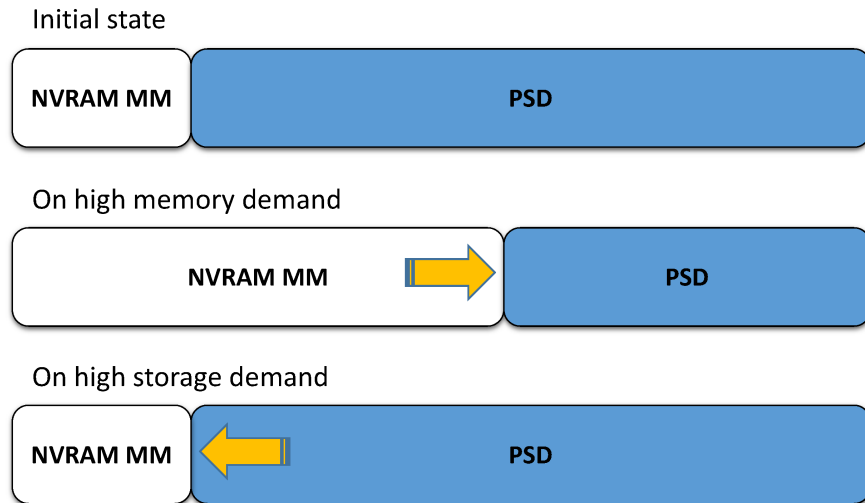 Initial state
NVRAM MM
PSD
On high memory demand
NVRAM MM
PSD
On high storage demand
NVRAM MM
PSD